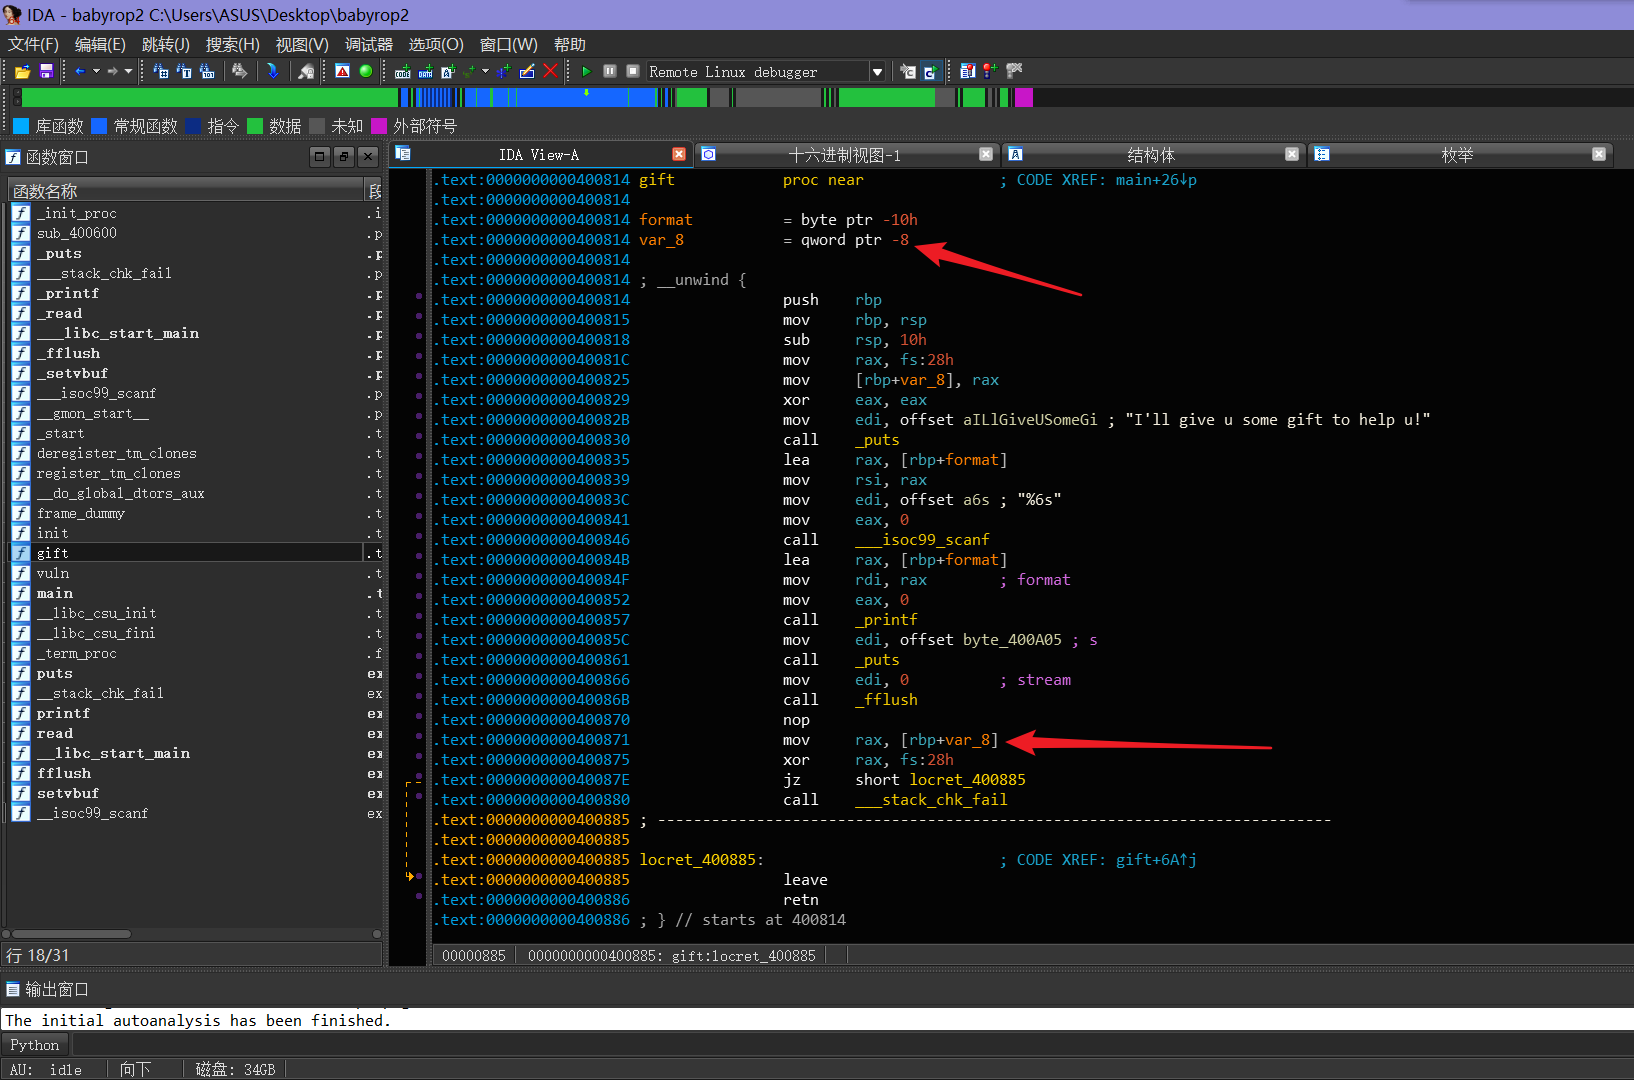 IDA - babyrop2 C:\Users\ASUS\Desktop\babyrop2
文件(F) 编辑(E) 跳转(J) 搜索(H) 视图(V) 调试器 选项(O) 窗口(W) 帮助
Remote Linux debugger
库函数 常规函数 指令 数据 未知 外部符号
函数窗口
函数名称 段
_init_proc .i
sub_400600 .p
_puts .p
___stack_chk_fail .p
_printf .p
_read .p
___libc_start_main .p
_fflush .p
_setvbuf .p
___isoc99_scanf .p
__gmon_start__ .p
_start .t
deregister_tm_clones .t
register_tm_clones .t
__do_global_dtors_aux .t
frame_dummy .t
init .t
gift .t
vuln .t
main .t
__libc_csu_init .t
__libc_csu_fini .t
_term_proc .f
puts ex
__stack_chk_fail ex
printf ex
read ex
__libc_start_main ex
fflush ex
setvbuf ex
__isoc99_scanf ex
行 18/31
IDA View-A 十六进制视图-1 结构体 枚举
.text:0000000000400814 gift proc near ; CODE XREF: main+26↓p
.text:0000000000400814
.text:0000000000400814 format = byte ptr -10h
.text:0000000000400814 var_8 = qword ptr -8
.text:0000000000400814
.text:0000000000400814 ; __unwind {
.text:0000000000400814 push rbp
.text:0000000000400815 mov rbp, rsp
.text:0000000000400818 sub rsp, 10h
.text:000000000040081C mov rax, fs:28h
.text:0000000000400825 mov [rbp+var_8], rax
.text:0000000000400829 xor eax, eax
.text:000000000040082B mov edi, offset aILlGiveUSomeGi ; "I'll give u some gift to help u!"
.text:0000000000400830 call _puts
.text:0000000000400835 lea rax, [rbp+format]
.text:0000000000400839 mov rsi, rax
.text:000000000040083C mov edi, offset a6s ; "%6s"
.text:0000000000400841 mov eax, 0
.text:0000000000400846 call ___isoc99_scanf
.text:000000000040084B lea rax, [rbp+format]
.text:000000000040084F mov rdi, rax ; format
.text:0000000000400852 mov eax, 0
.text:0000000000400857 call _printf
.text:000000000040085C mov edi, offset byte_400A05 ; s
.text:0000000000400861 call _puts
.text:0000000000400866 mov edi, 0 ; stream
.text:000000000040086B call _fflush
.text:0000000000400870 nop
.text:0000000000400871 mov rax, [rbp+var_8]
.text:0000000000400875 xor rax, fs:28h
.text:000000000040087E jz short locret_400885
.text:0000000000400880 call ___stack_chk_fail
.text:0000000000400885 ; ---------------------------------------------------------------------------
.text:0000000000400885
.text:0000000000400885 locret_400885: ; CODE XREF: gift+6A↑j
.text:0000000000400885 leave
.text:0000000000400886 retn
.text:0000000000400886 ; } // starts at 400814
00000885 0000000000400885: gift:locret_400885
输出窗口
The initial autoanalysis has been finished.
Python
AU: idle 向下 磁盘: 34GB